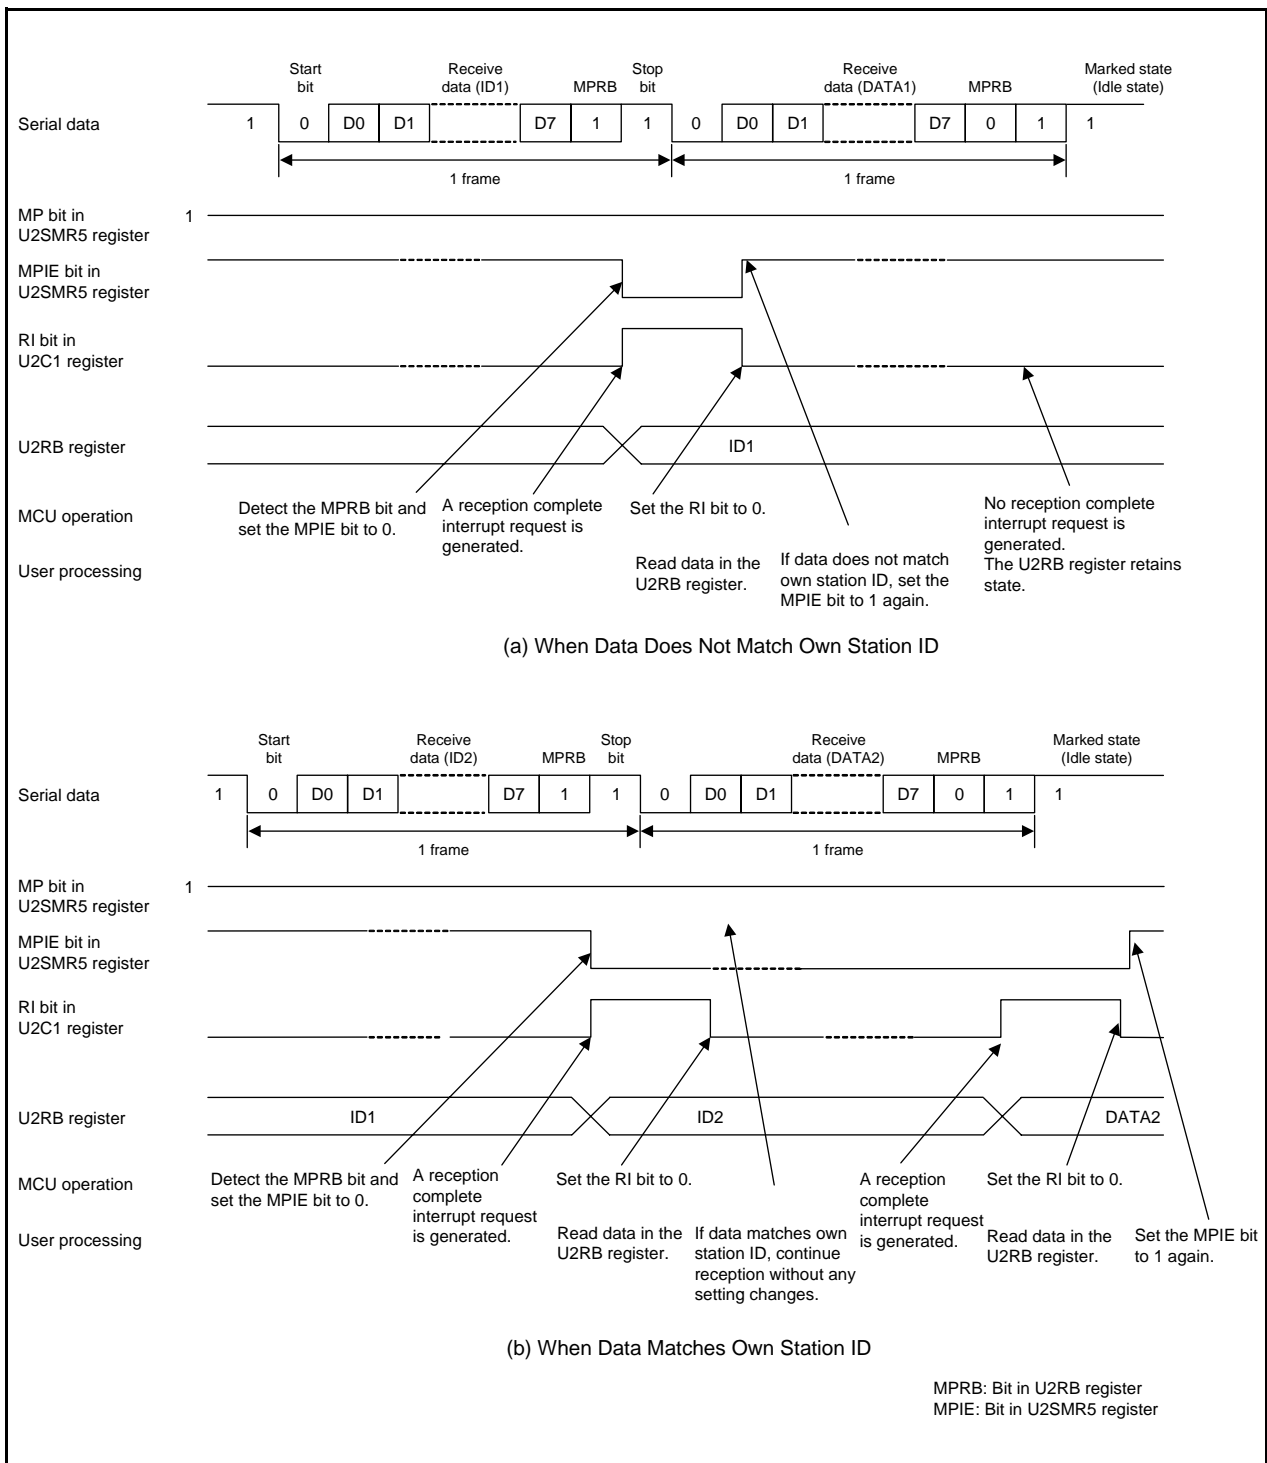 Start
bit
Receive
data (ID1)
MPRB
Stop
bit
Receive
data (DATA1)
MPRB
Marked state
(Idle state)
Serial data
1 0 D0 D1 D7 1 1 0 D0 D1 D7 0 1 1
1 frame 1 frame
MP bit in
U2SMR5 register
1
MPIE bit in
U2SMR5 register
RI bit in
U2C1 register
U2RB register
ID1
MCU operation
Detect the MPRB bit and
set the MPIE bit to 0.
A reception complete
interrupt request is
generated.
Set the RI bit to 0.
No reception complete
interrupt request is
generated.
The U2RB register retains
state.
User processing
Read data in the
U2RB register.
If data does not match
own station ID, set the
MPIE bit to 1 again.
(a) When Data Does Not Match Own Station ID
Start
bit
Receive
data (ID2)
MPRB
Stop
bit
Receive
data (DATA2)
MPRB
Marked state
(Idle state)
Serial data
1 0 D0 D1 D7 1 1 0 D0 D1 D7 0 1 1
1 frame 1 frame
MP bit in
U2SMR5 register
1
MPIE bit in
U2SMR5 register
RI bit in
U2C1 register
U2RB register
ID1 ID2 DATA2
MCU operation
Detect the MPRB bit and
set the MPIE bit to 0.
A reception
complete
interrupt request
is generated.
Set the RI bit to 0.
A reception
complete
interrupt request
is generated.
Set the RI bit to 0.
User processing
Read data in the
U2RB register.
If data matches own
station ID, continue
reception without any
setting changes.
Read data in the
U2RB register.
Set the MPIE bit
to 1 again.
(b) When Data Matches Own Station ID
MPRB: Bit in U2RB register
MPIE: Bit in U2SMR5 register